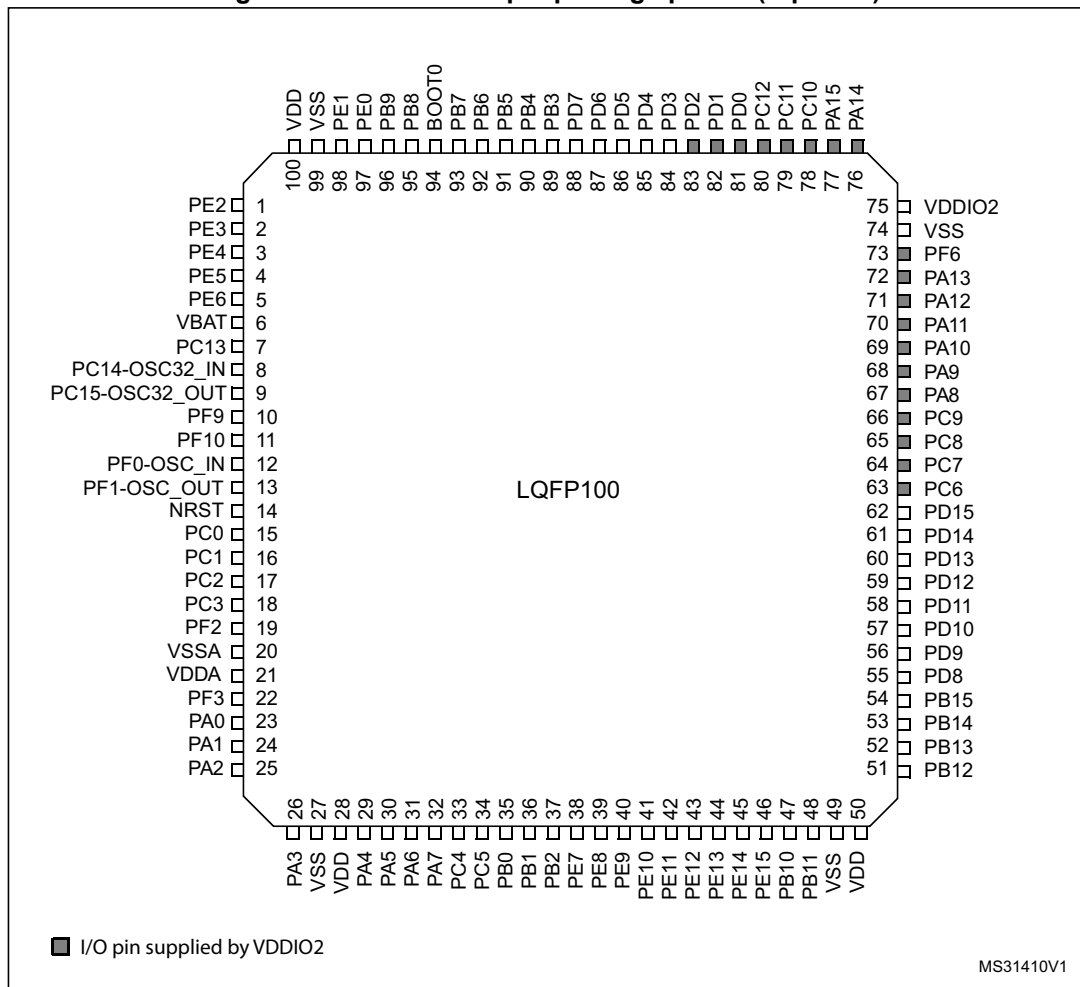 VDD
VSS
PE1
PE0
PB9
PB8
BOOT0
PB7
PB6
PB5
PB4
PB3
PD7
PD6
PD5
PD4
PD3
PD2
PD1
PD0
PC12
PC11
PC10
PA15
PA14
100
99
98
97
96
95
94
93
92
91
90
89
88
87
86
85
84
83
82
81
80
79
78
77
76
PE2 1
PE3 2
PE4 3
PE5 4
PE6 5
VBAT 6
PC13 7
PC14-OSC32_IN 8
PC15-OSC32_OUT 9
PF9 10
PF10 11
PF0-OSC_IN 12
PF1-OSC_OUT 13
NRST 14
PC0 15
PC1 16
PC2 17
PC3 18
PF2 19
VSSA 20
VDDA 21
PF3 22
PA0 23
PA1 24
PA2 25
LQFP100
75 VDDIO2
74 VSS
73 PF6
72 PA13
71 PA12
70 PA11
69 PA10
68 PA9
67 PA8
66 PC9
65 PC8
64 PC7
63 PC6
62 PD15
61 PD14
60 PD13
59 PD12
58 PD11
57 PD10
56 PD9
55 PD8
54 PB15
53 PB14
52 PB13
51 PB12
26
27
28
29
30
31
32
33
34
35
36
37
38
39
40
41
42
43
44
45
46
47
48
49
50
PA3
VSS
VDD
PA4
PA5
PA6
PA7
PC4
PC5
PB0
PB1
PB2
PE7
PE8
PE9
PE10
PE11
PE12
PE13
PE14
PE15
PB10
PB11
VSS
VDD
I/O pin supplied by VDDIO2
MS31410V1